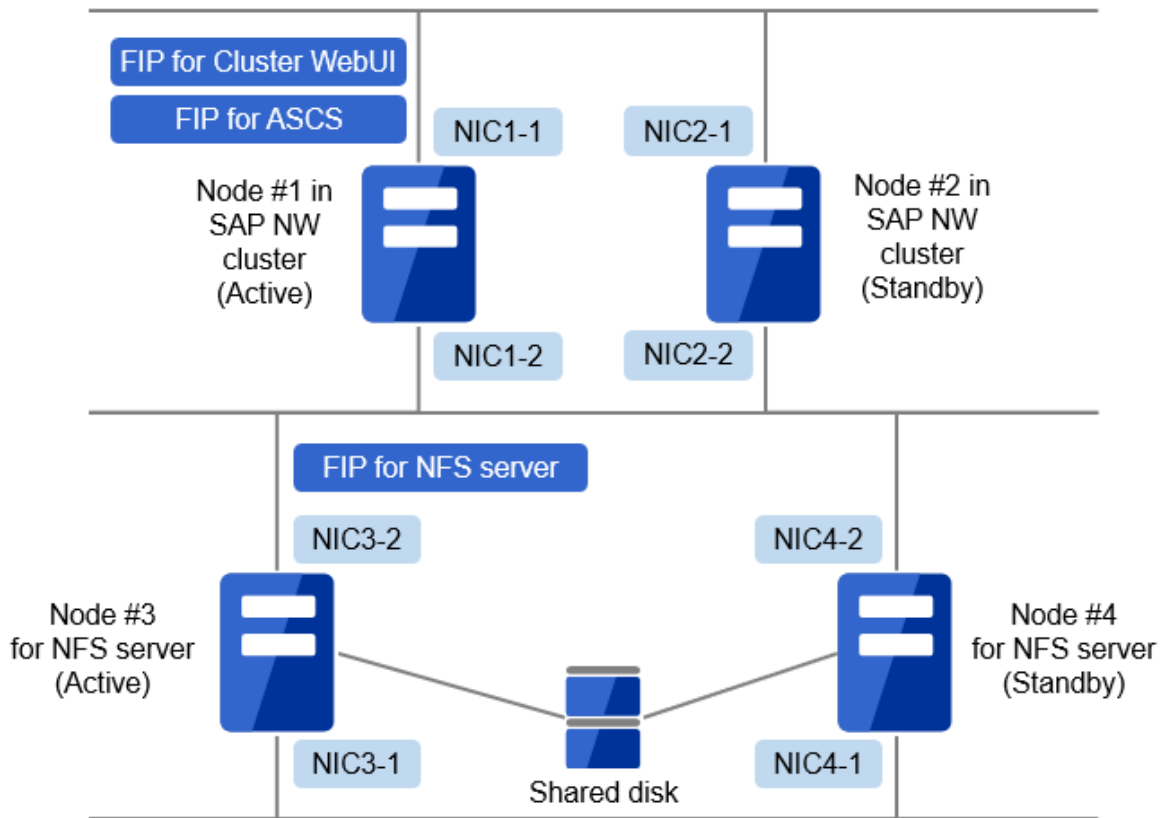 FIP for Cluster WebUI
FIP for ASCS
NIC1-1
NIC2-1
Node #1 in
SAP NW
cluster
(Active)
Node #2 in
SAP NW
cluster
(Standby)
NIC1-2
NIC2-2
FIP for NFS server
NIC3-2
NIC4-2
Node #3
for NFS server
(Active)
Node #4
for NFS server
(Standby)
NIC3-1
NIC4-1
Shared disk